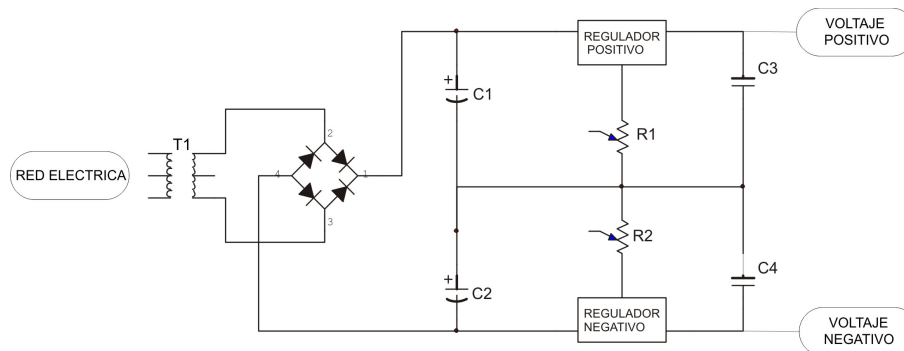 VOLTAJE
POSITIVO
REGULADOR
POSITIVO
C3
+
C1
R1
T1
2
RED ELECTRICA
4
1
3
R2
C4
+
C2
REGULADOR
NEGATIVO
VOLTAJE
NEGATIVO